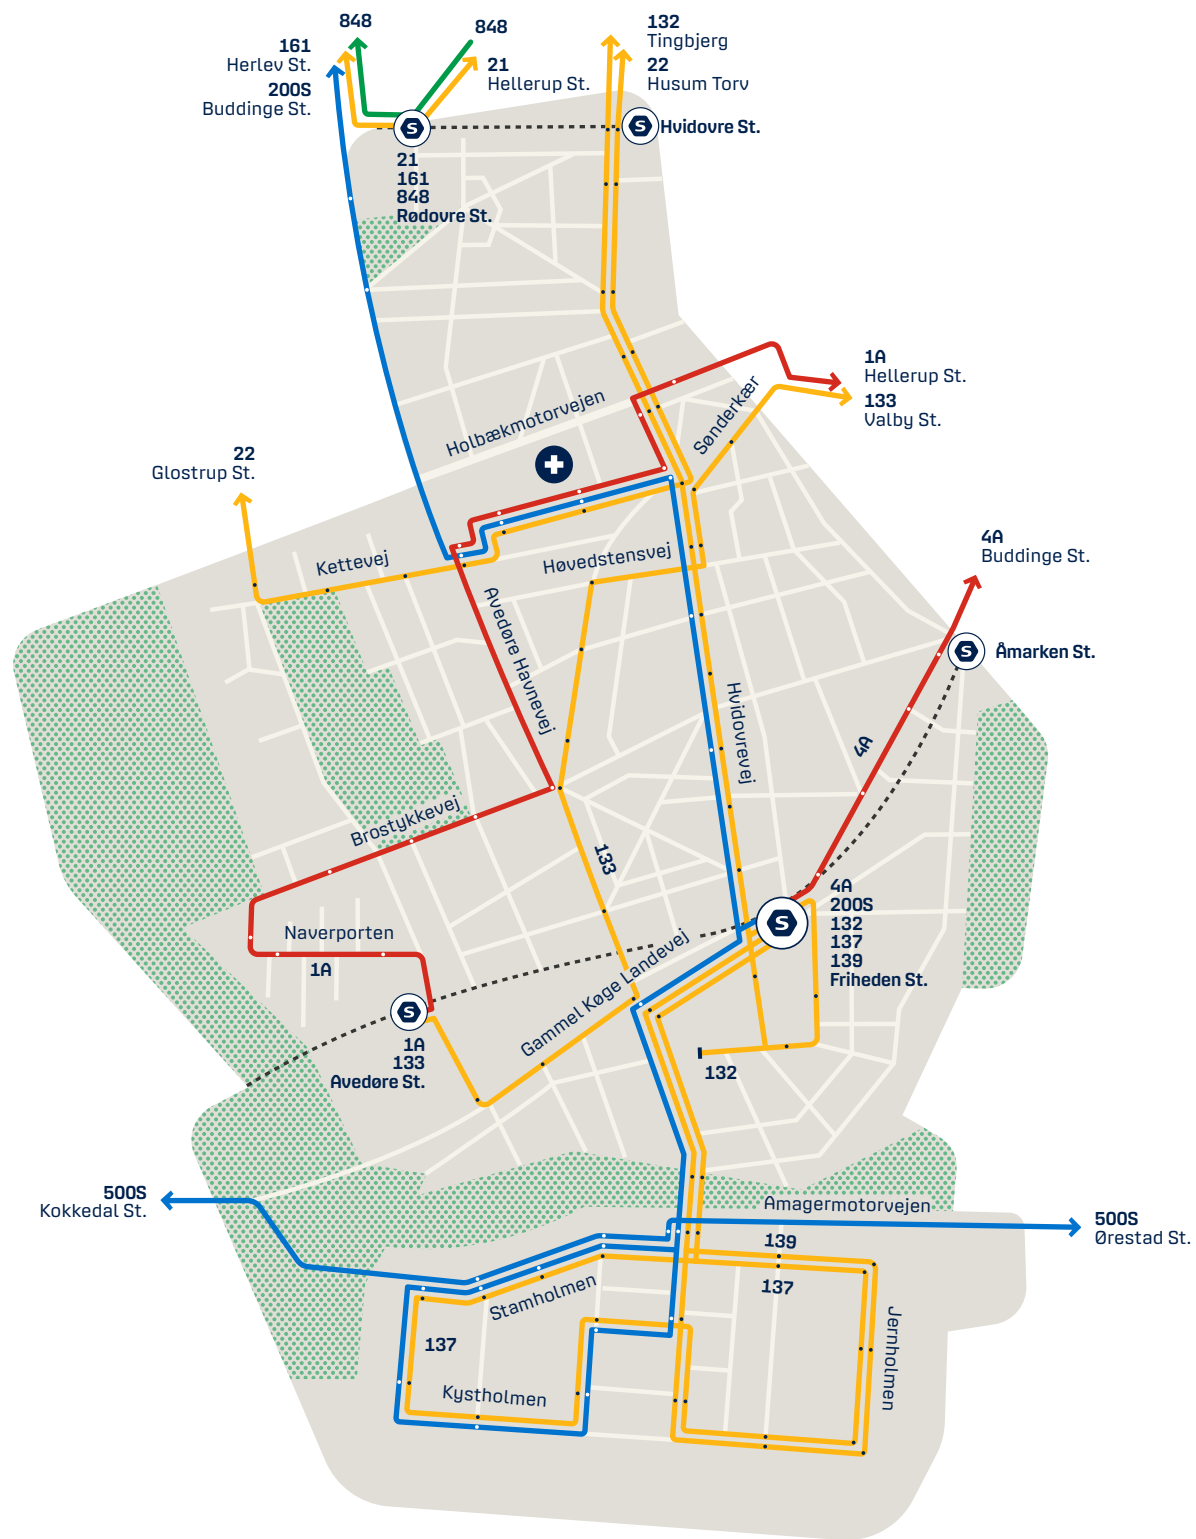 848
848
161
Herlev St.
200S
Buddinge St.
21
Hellerup St.
132
Tingbjerg
22
Husum Torv
S
S
Hvidovre St.
21
161
848
Rødovre St.
1A
Hellerup St.
133
Valby St.
Sønderkær
Holbækmotorvejen
22
Glostrup St.
4A
Buddinge St.
Kettevej
Høvedstensvej
Avedøre Havnevej
S
Åmarken St.
Hvidovrevej
4A
Brostykkevej
133
S
4A
200S
132
137
139
Friheden St.
Naverporten
1A
Gammel Køge Landevej
S
1A
133
Avedøre St.
132
500S
Kokkedal St.
Amagermotorvejen
500S
Ørestad St.
139
137
Stamholmen
137
Jernholmen
Kystholmen